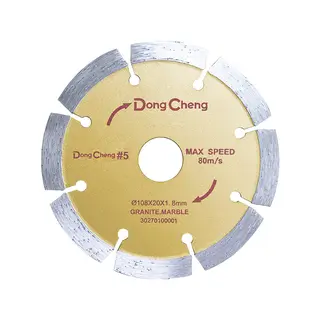 DongCheng
DongCheng #5
MAX SPEED
80m/s
Ø108X20X1.8mm
GRANITE.MARBLE
30270100001